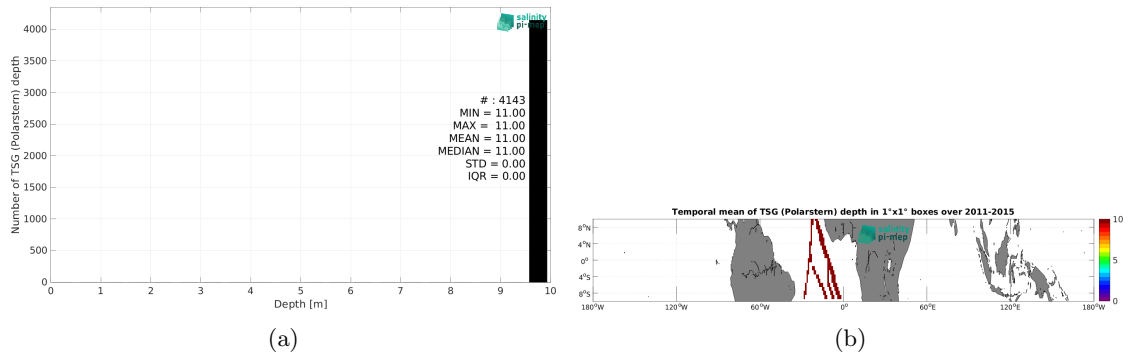 salinity
pi-mep
4000
3500
3000
2500
2000
1500
1000
500
0
Number of TSG (Polarstern) depth
# : 4143
MIN = 11.00
MAX = 11.00
MEAN = 11.00
MEDIAN = 11.00
STD = 0.00
IQR = 0.00
0 1 2 3 4 5 6 7 8 9 10
Depth [m]
(a)
Temporal mean of TSG (Polarstern) depth in 1°x1° boxes over 2011-2015
salinity
pi-mep
8°N
4°N
0°
4°S
8°S
180°W 120°W 60°W 0° 60°E 120°E 180°W
10
5
0
(b)